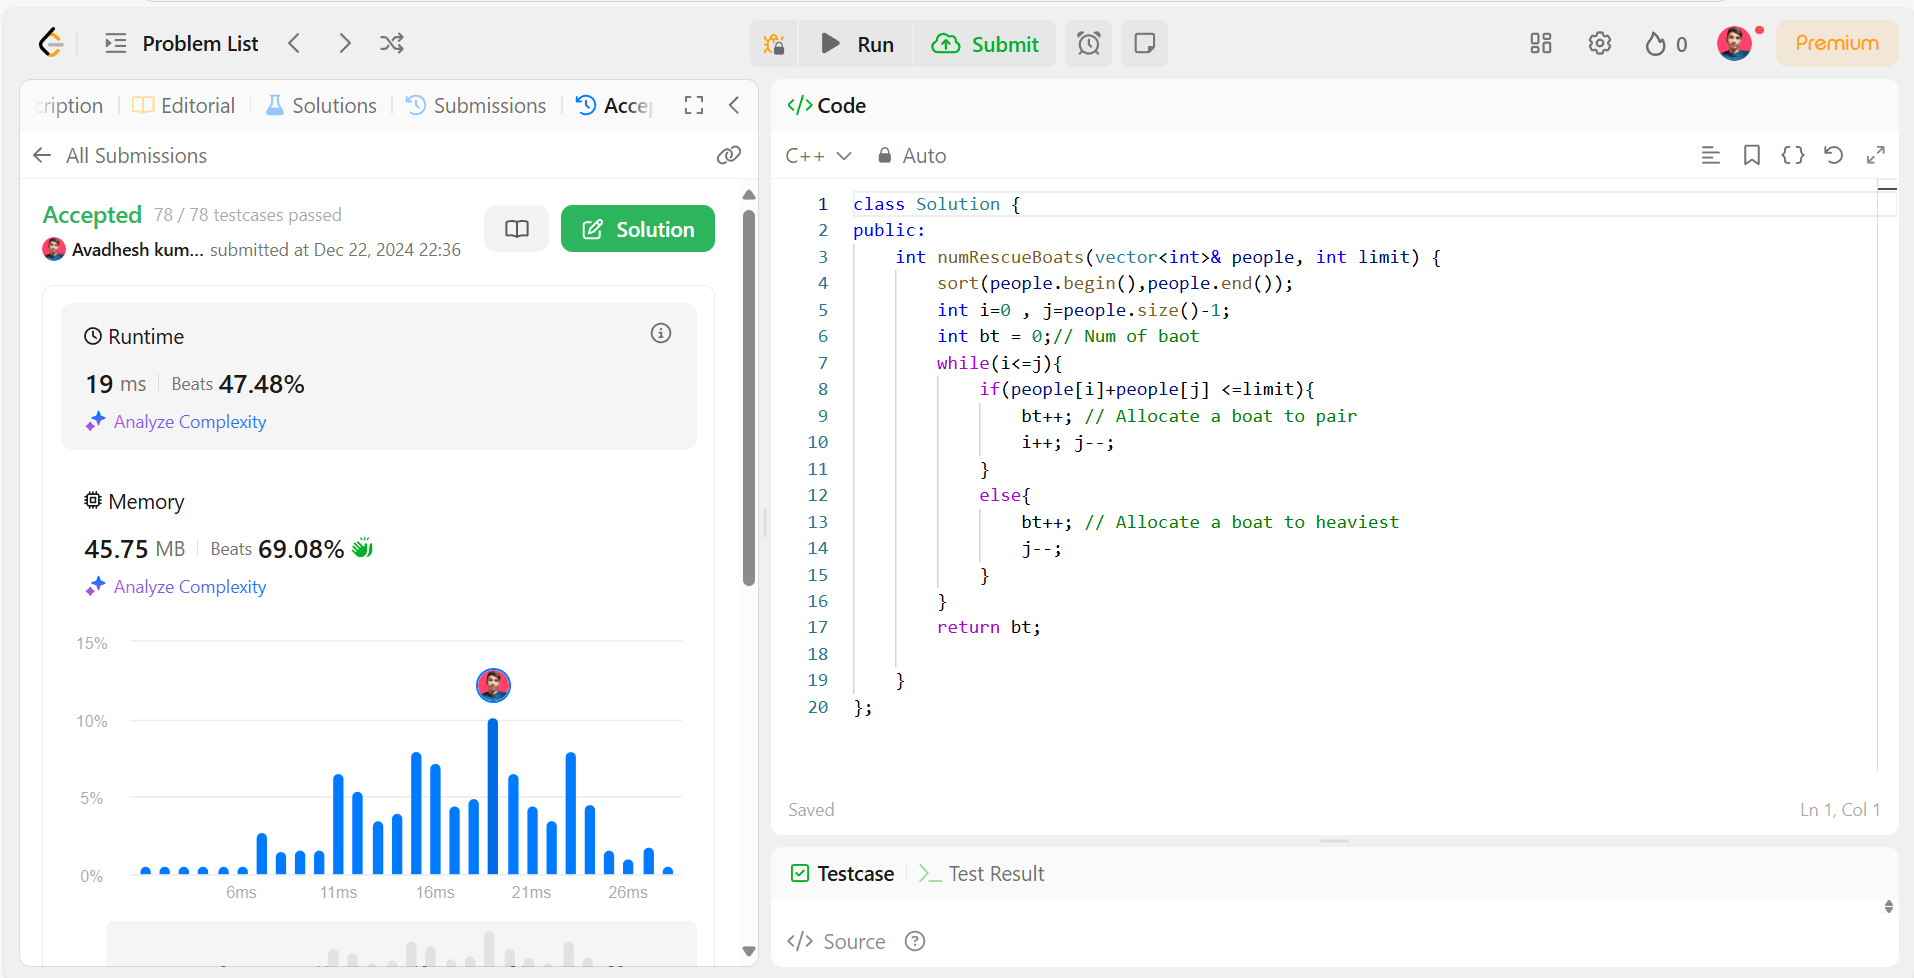 Problem List
Run
Submit
0
Premium
cription
Editorial
Solutions
Submissions
Accep
All Submissions
Accepted 78 / 78 testcases passed
Avadhesh kum... submitted at Dec 22, 2024 22:36
Solution
Runtime
19 ms Beats 47.48%
Analyze Complexity
Memory
45.75 MB Beats 69.08%
Analyze Complexity
15%
10%
5%
0%
6ms 11ms 16ms 21ms 26ms
</> Code
C++ Auto
1 class Solution {
2 public:
3 int numRescueBoats(vector<int>& people, int limit) {
4 sort(people.begin(),people.end());
5 int i=0 , j=people.size()-1;
6 int bt = 0;// Num of baot
7 while(i<=j){
8 if(people[i]+people[j] <=limit){
9 bt++; // Allocate a boat to pair
10 i++; j--;
11 }
12 else{
13 bt++; // Allocate a boat to heaviest
14 j--;
15 }
16 }
17 return bt;
18
19 }
20 };
Saved
Ln 1, Col 1
Testcase
>_ Test Result
</> Source ?